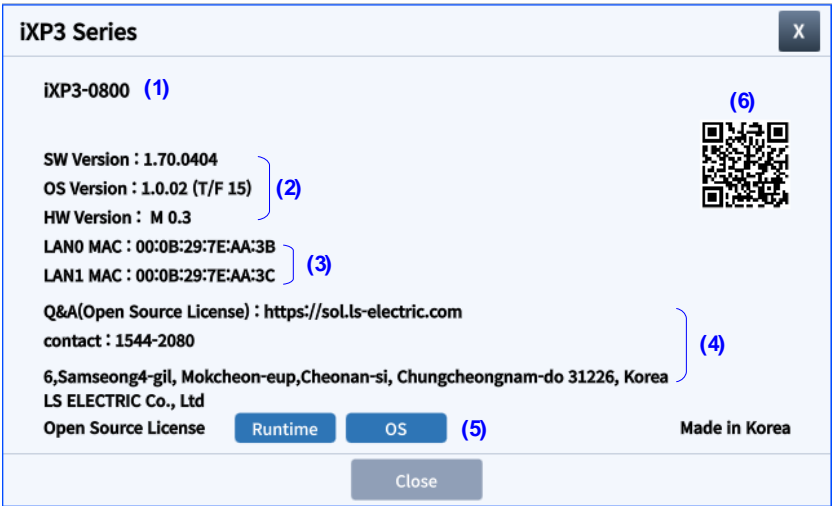 iXP3 Series X
iXP3-0800 (1)
(6)
SW Version : 1.70.0404
OS Version : 1.0.02 (T/F 15) (2)
HW Version : M 0.3
LAN0 MAC : 00:0B:29:7E:AA:3B
(3)
LAN1 MAC : 00:0B:29:7E:AA:3C
Q&A(Open Source License) : https://sol.ls-electric.com
contact : 1544-2080 (4)
6,Samseong4-gil, Mokcheon-eup,Cheonan-si, Chungcheongnam-do 31226, Korea
LS ELECTRIC Co., Ltd
Open Source License Runtime OS (5) Made in Korea
Close